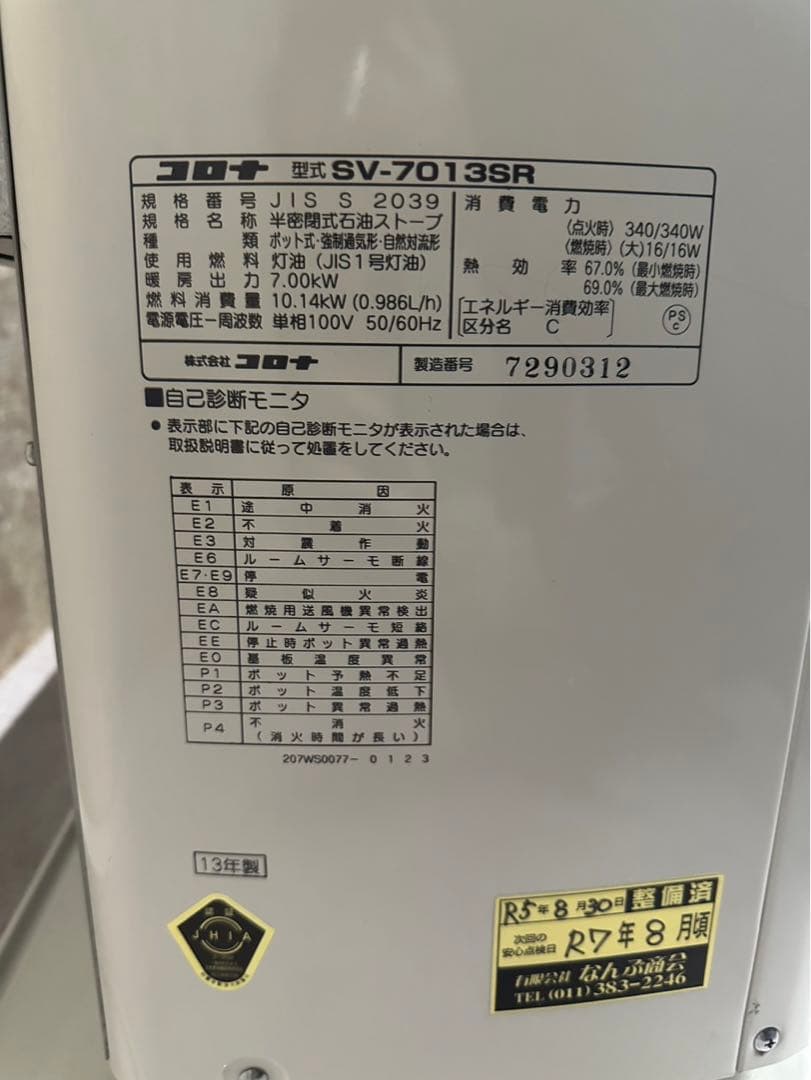 コロナ 型式 SV-7013SR
規格番号 JIS S 2039
規格名称 半密閉式石油ストーブ
種類 ポット式・強制通気形・自然対流形
使用燃料 灯油（JIS1号灯油）
暖房出力 7.00kW
燃料消費量 10.14kW (0.986L/h)
電源電圧ー周波数 単相100V 50/60Hz
消費電力
（点火時）340/340W
（燃焼時）(大)16/16W
熱効率 67.0%（最小燃焼時）
69.0%（最大燃焼時）
エネルギー消費効率
区分名 C
PS
C
株式会社 コロナ
製造番号 7290312
■自己診断モニタ
● 表示部に下記の自己診断モニタが表示された場合は、
取扱説明書に従って処置をしてください。
表示 原因
E1 途中消火
E2 不着火
E3 対震作動
E6 ルームサーモ断線
E7・E9 停電
E8 疑似火炎
EA 燃焼用送風機異常検出
EC ルームサーモ短絡
EE 停止時ポット異常過熱
E0 基板温度異常
P1 ポット予熱不足
P2 ポット温度低下
P3 ポット異常過熱
P4 不消火
（消火時間が長い）
207WS0077- 0 1 2 3
13年製
認証
JHIA
R5年8月30日 整備済
次回の
安心点検日 R7年8月頃
有限会社 なんぶ商会
TEL (011) 383-2246